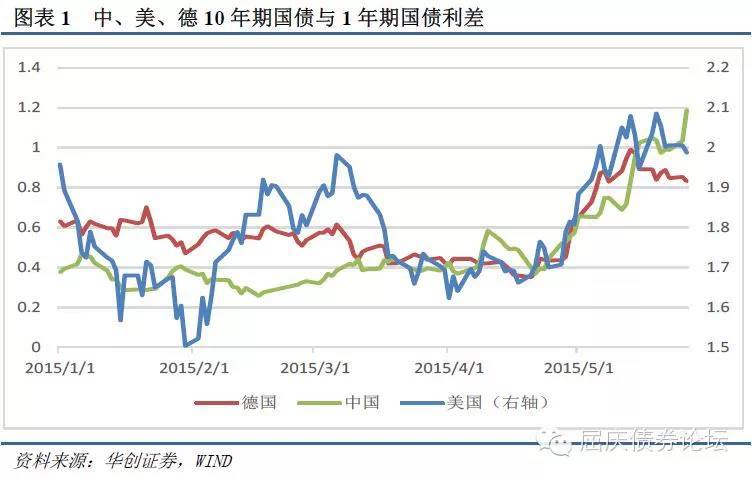 图表 1 中、美、德 10 年期国债与 1 年期国债利差
1.4 2.2
1.2 2.1
1 2
0.8 1.9
0.6 1.8
0.4 1.7
0.2 1.6
0 1.5
2015/1/1 2015/2/1 2015/3/1 2015/4/1 2015/5/1
德国 中国 美国（右轴）
屈庆债券论坛
资料来源：华创证券，WIND